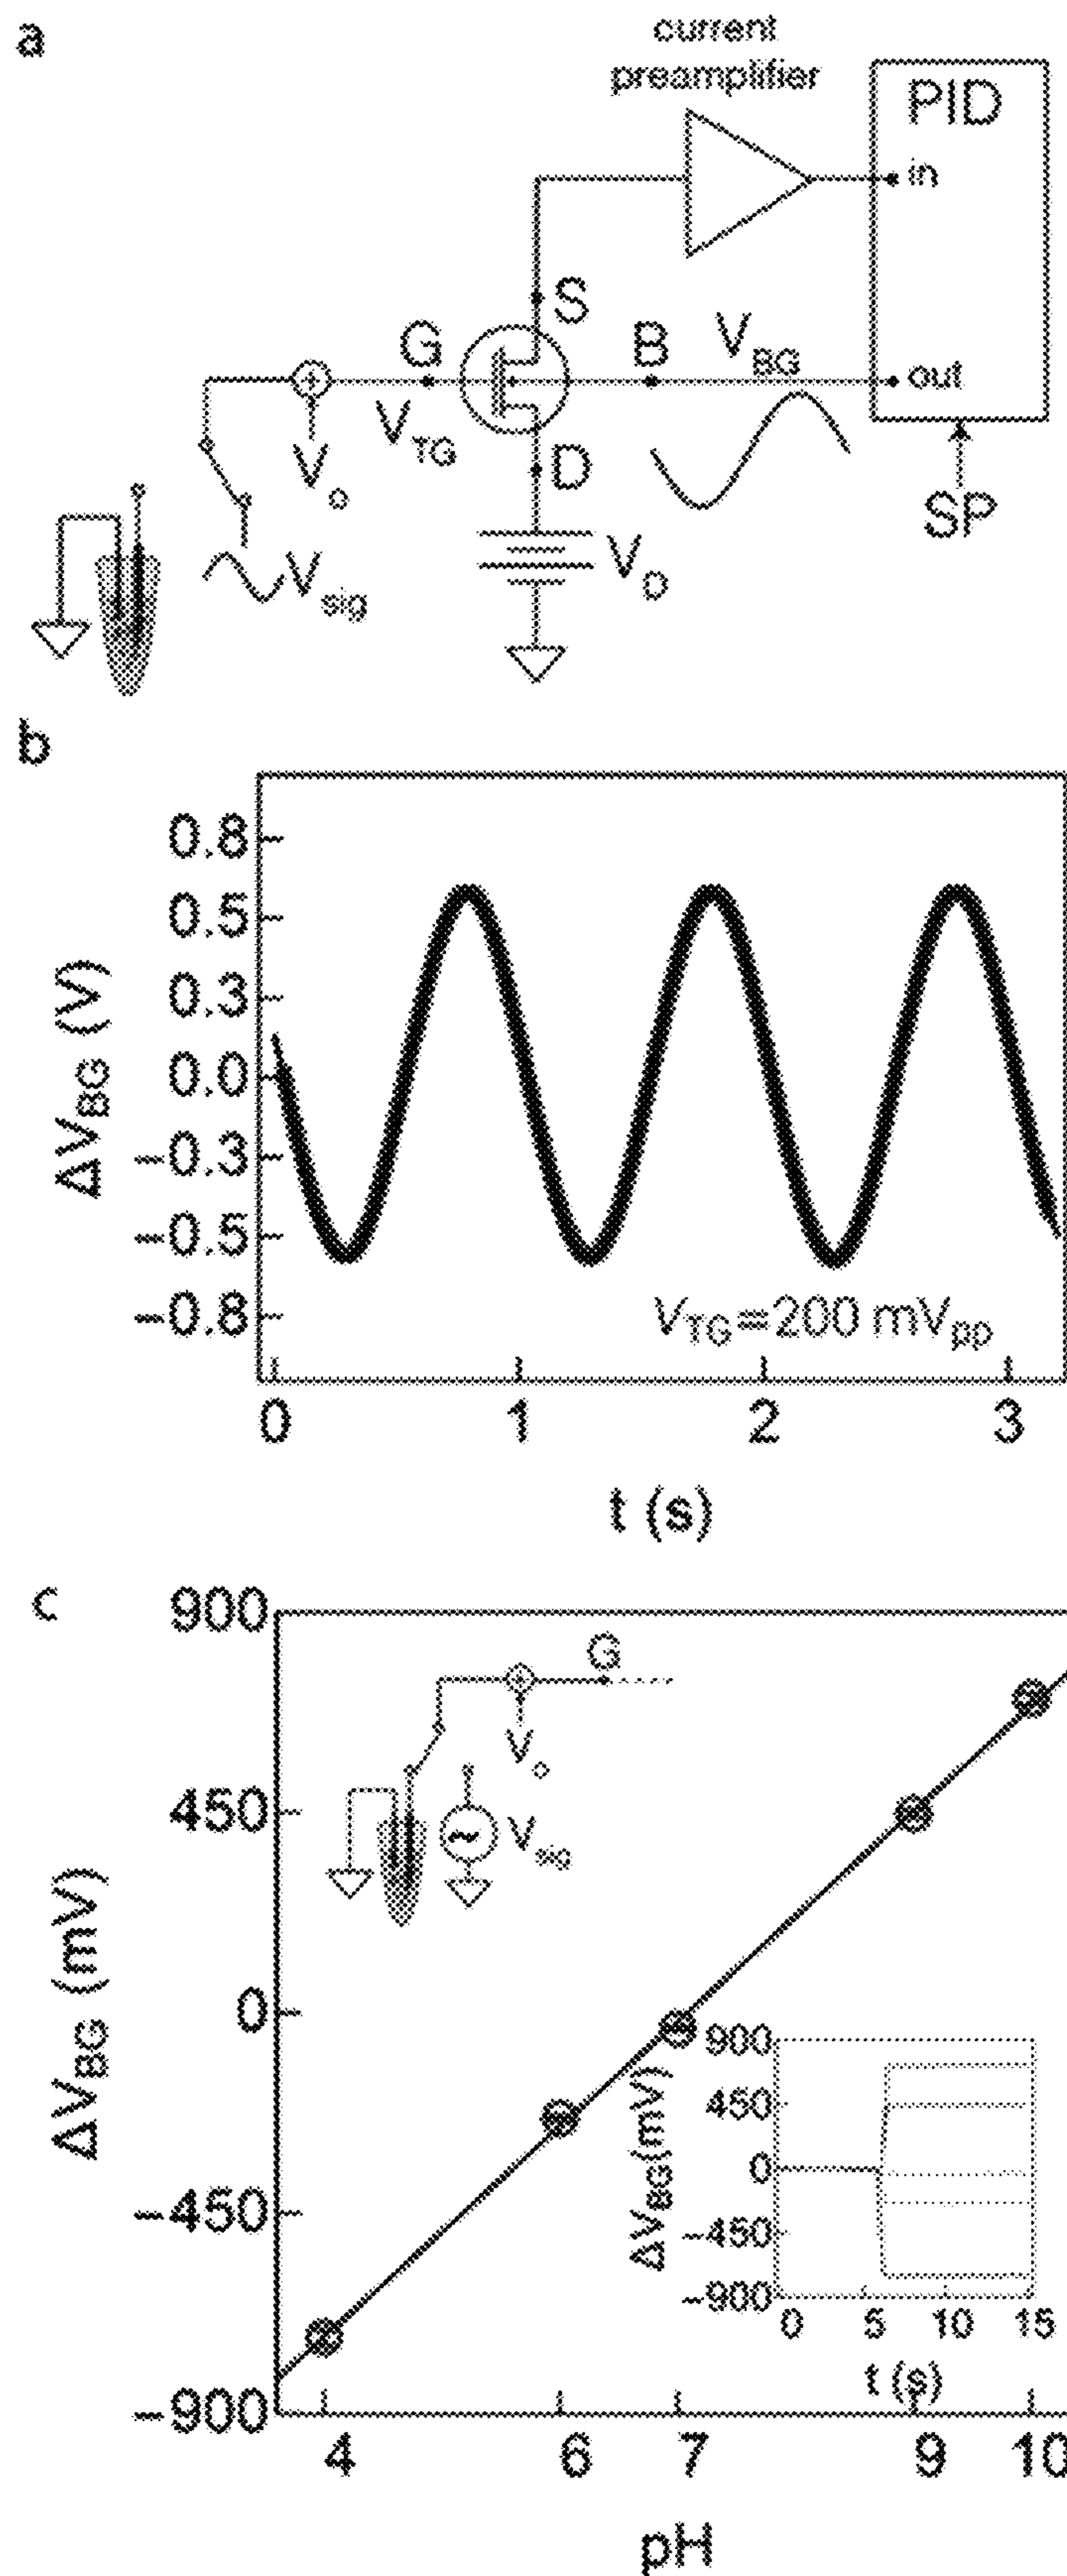 a
current
preamplifier
PID
in
S
G
B
V_BG
out
V_TG
V_o
D
SP
V_D
V_sig
b
0.8
0.5
0.3
0.0
−0.3
−0.5
−0.8
ΔV_BG (V)
V_TG=200 mV_pp
0 1 2 3
t (s)
c
900
450
0
−450
−900
ΔV_BG (mV)
G
V_o
~
V_sig
900
450
0
−450
−900
ΔV_BG(mV)
0 5 10 15
t (s)
4 6 7 9 10
pH